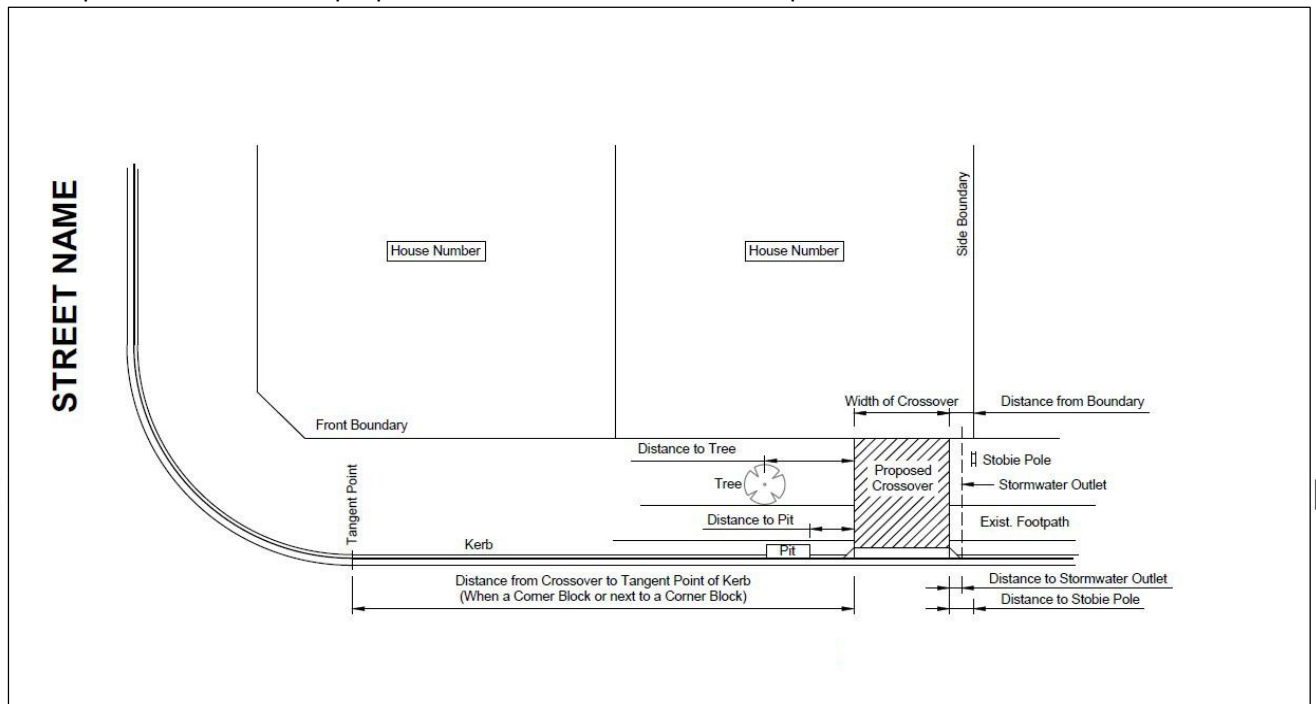 STREET NAME
House Number
House Number
Side Boundary
Width of Crossover
Distance from Boundary
Front Boundary
Distance to Tree
Stobie Pole
Proposed
Crossover
Tree
Stormwater Outlet
Tangent Point
Distance to Pit
Exist. Footpath
Kerb
Pit
Distance from Crossover to Tangent Point of Kerb
(When a Corner Block or next to a Corner Block)
Distance to Stormwater Outlet
Distance to Stobie Pole